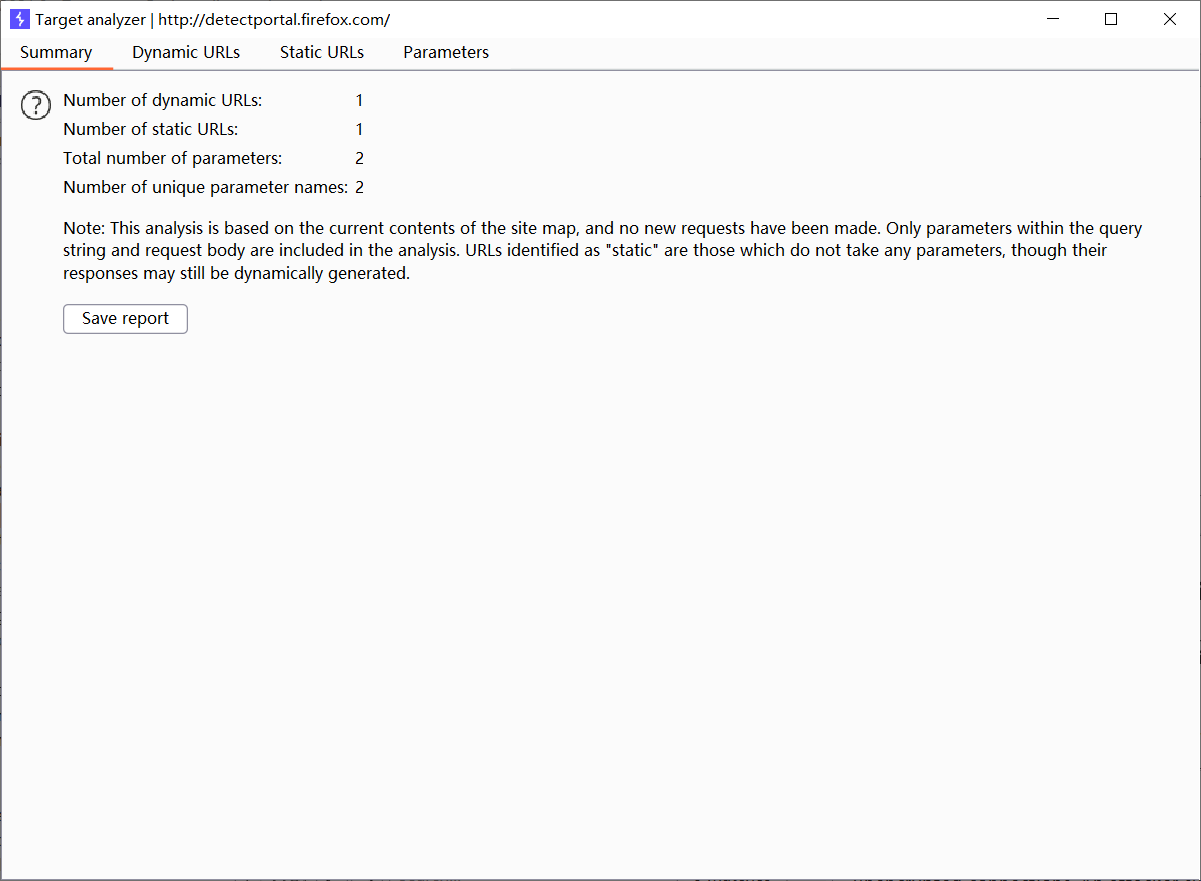 Target analyzer | http://detectportal.firefox.com/
Summary Dynamic URLs Static URLs Parameters
Number of dynamic URLs: 1
Number of static URLs: 1
Total number of parameters: 2
Number of unique parameter names: 2
Note: This analysis is based on the current contents of the site map, and no new requests have been made. Only parameters within the query
string and request body are included in the analysis. URLs identified as "static" are those which do not take any parameters, though their
responses may still be dynamically generated.
Save report